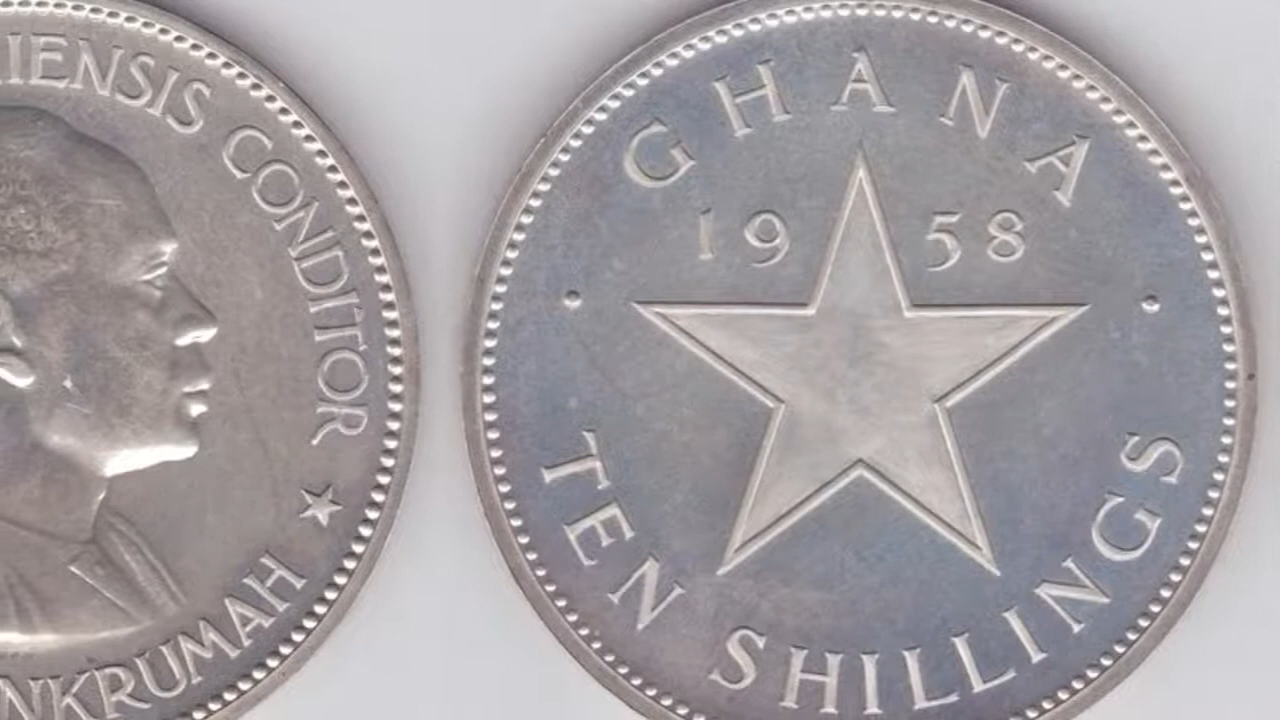 IENSIS CONDITOR
NKRUMAH
GHANA
1958
TEN SHILLINGS